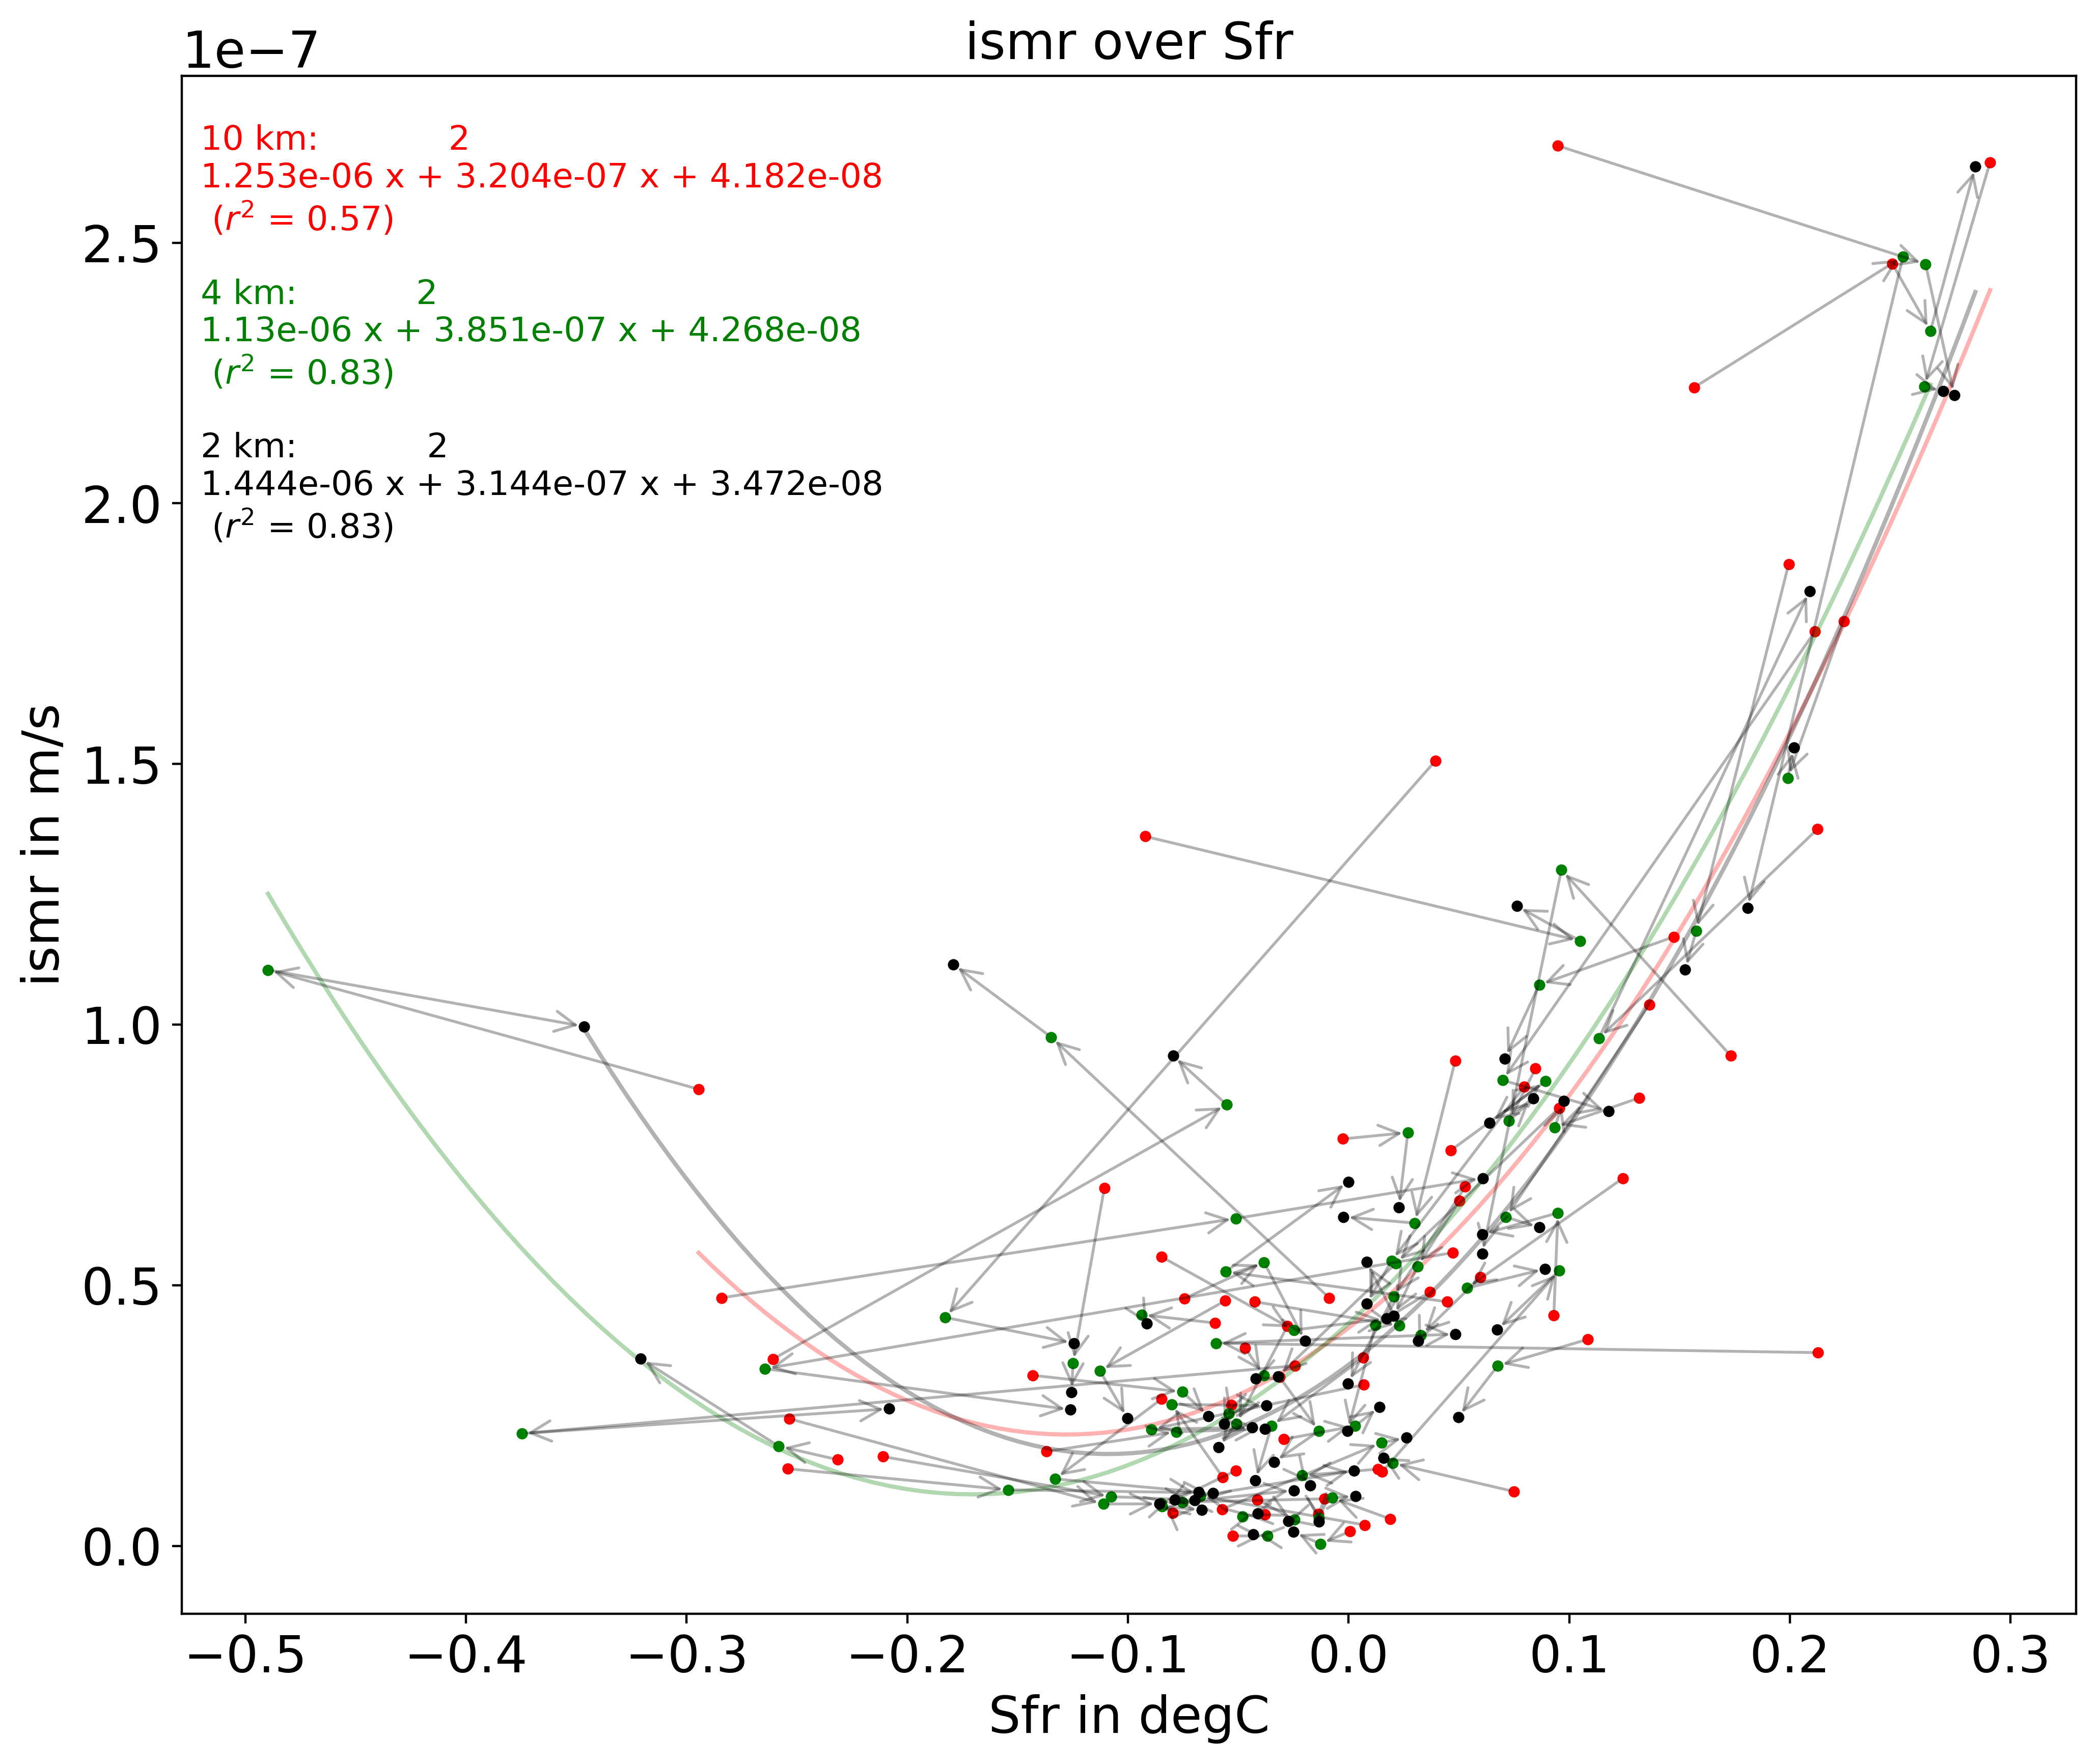 ismr over Sfr
1e−7
10 km: 2
1.253e-06 x + 3.204e-07 x + 4.182e-08
(r² = 0.57)
4 km: 2
1.13e-06 x + 3.851e-07 x + 4.268e-08
(r² = 0.83)
2 km: 2
1.444e-06 x + 3.144e-07 x + 3.472e-08
(r² = 0.83)
2.5
2.0
1.5
1.0
0.5
0.0
ismr in m/s
−0.5 −0.4 −0.3 −0.2 −0.1 0.0 0.1 0.2 0.3
Sfr in degC